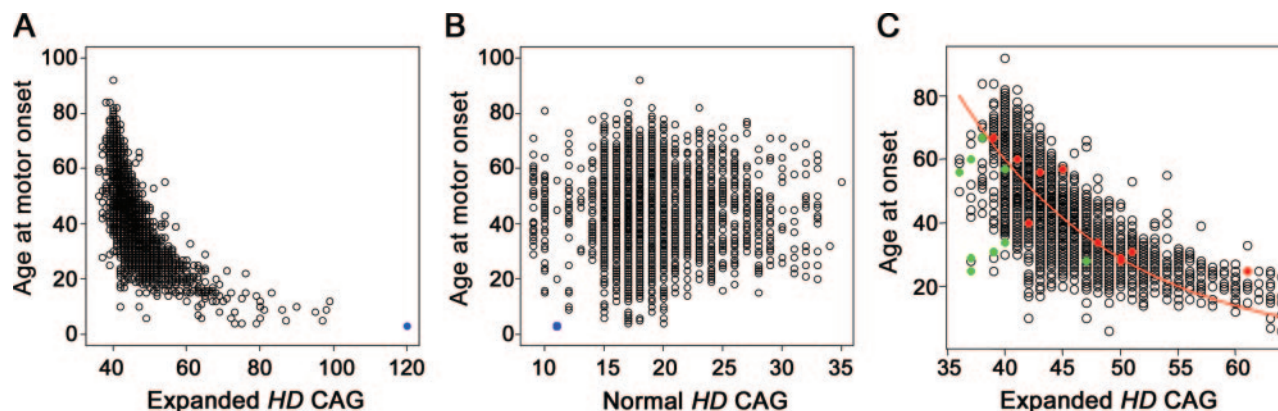 A
B
C
Age at motor onset
100
80
60
40
20
0
40 60 80 100 120
Expanded HD CAG
Age at motor onset
100
80
60
40
20
0
10 15 20 25 30 35
Normal HD CAG
Age at onset
80
60
40
20
35 40 45 50 55 60
Expanded HD CAG